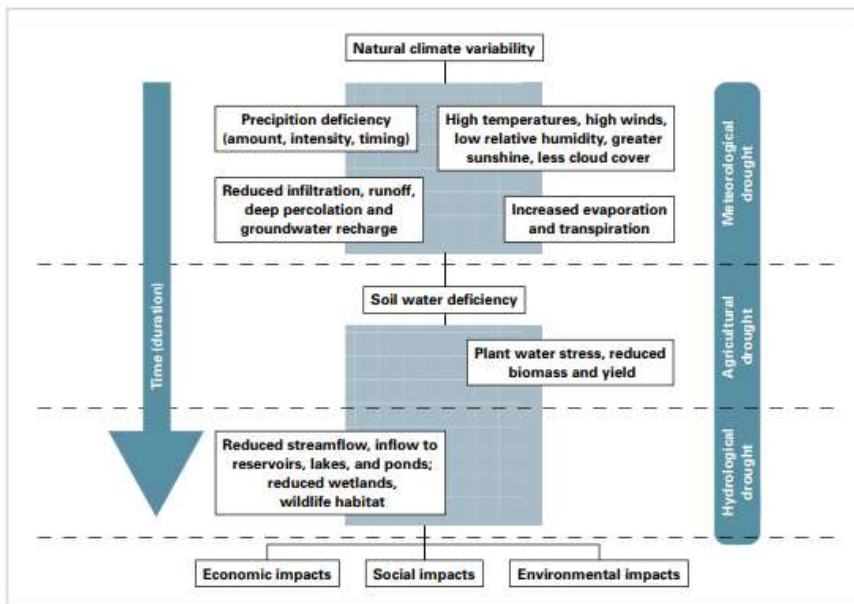 Natural climate variability
Precipition deficiency
(amount, intensity, timing)
High temperatures, high winds,
low relative humidity, greater
sunshine, less cloud cover
Reduced infiltration, runoff,
deep percolation and
groundwater recharge
Increased evaporation
and transpiration
Meteorological
drought
Time (duration)
Soil water deficiency
Plant water stress, reduced
biomass and yield
Agricultural
drought
Reduced streamflow, inflow to
reservoirs, lakes, and ponds;
reduced wetlands,
wildlife habitat
Hydrological
drought
Economic impacts
Social impacts
Environmental impacts